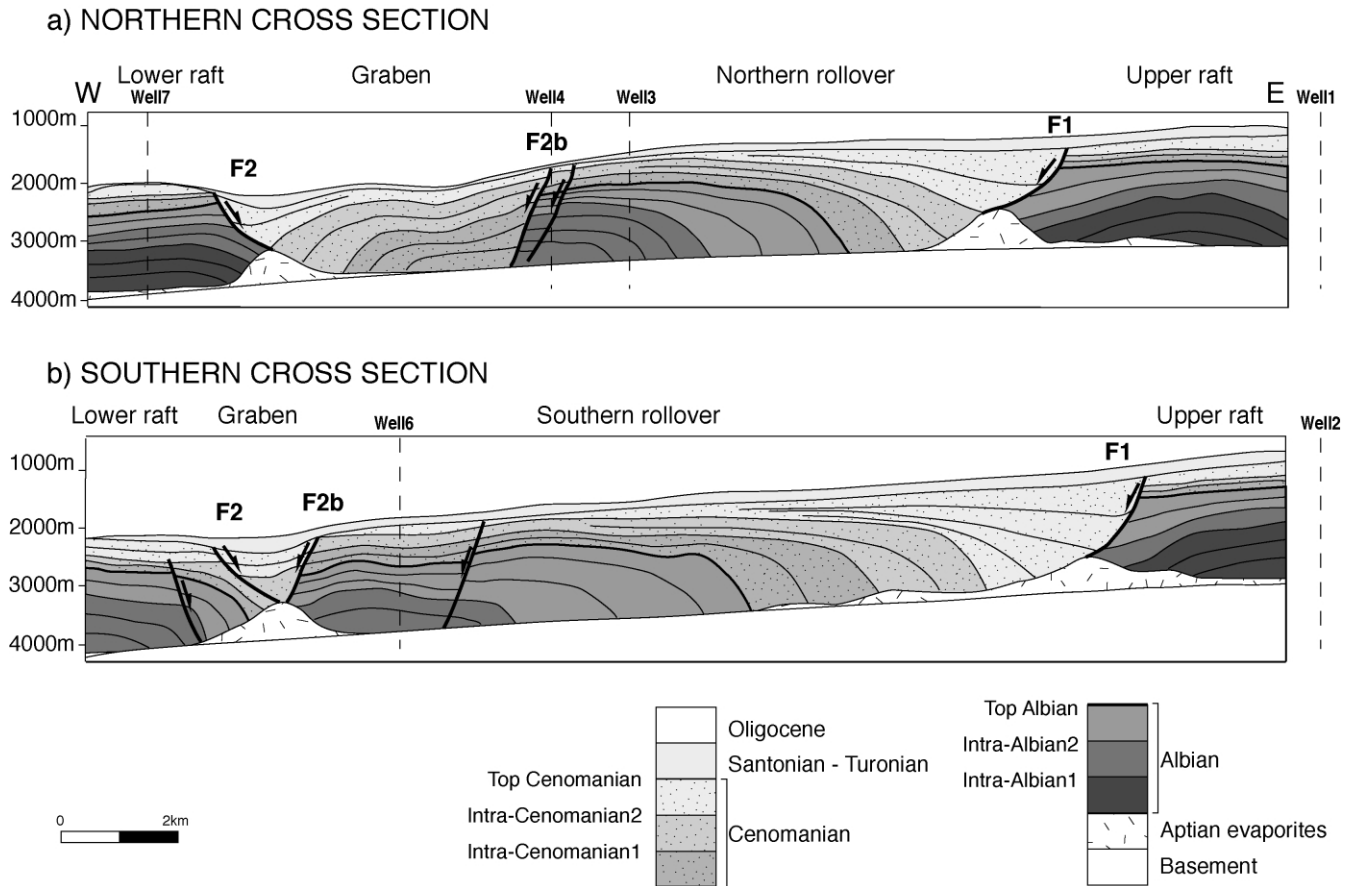 a) NORTHERN CROSS SECTION
Lower raft Graben Northern rollover Upper raft
W Well7 Well4 Well3 E Well1
1000m
F2 F2b F1
2000m
3000m
4000m
b) SOUTHERN CROSS SECTION
Lower raft Graben Well6 Southern rollover Upper raft Well2
1000m
F1
2000m
F2 F2b
3000m
4000m
Oligocene
Santonian - Turonian
Top Cenomanian
Intra-Cenomanian2
Intra-Cenomanian1
Cenomanian
Top Albian
Intra-Albian2
Intra-Albian1
Albian
Aptian evaporites
Basement
0 2km